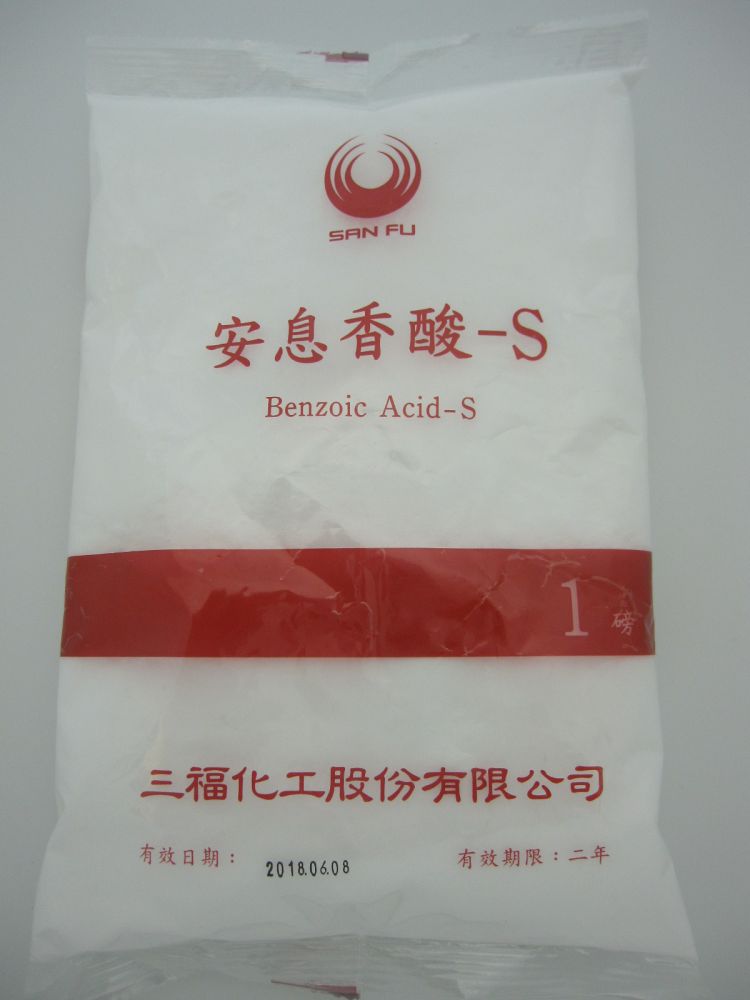 SAN FU
安息香酸-S
Benzoic Acid-S
1磅
三福化工股份有限公司
有效日期： 2018.06.08 有效期限：二年